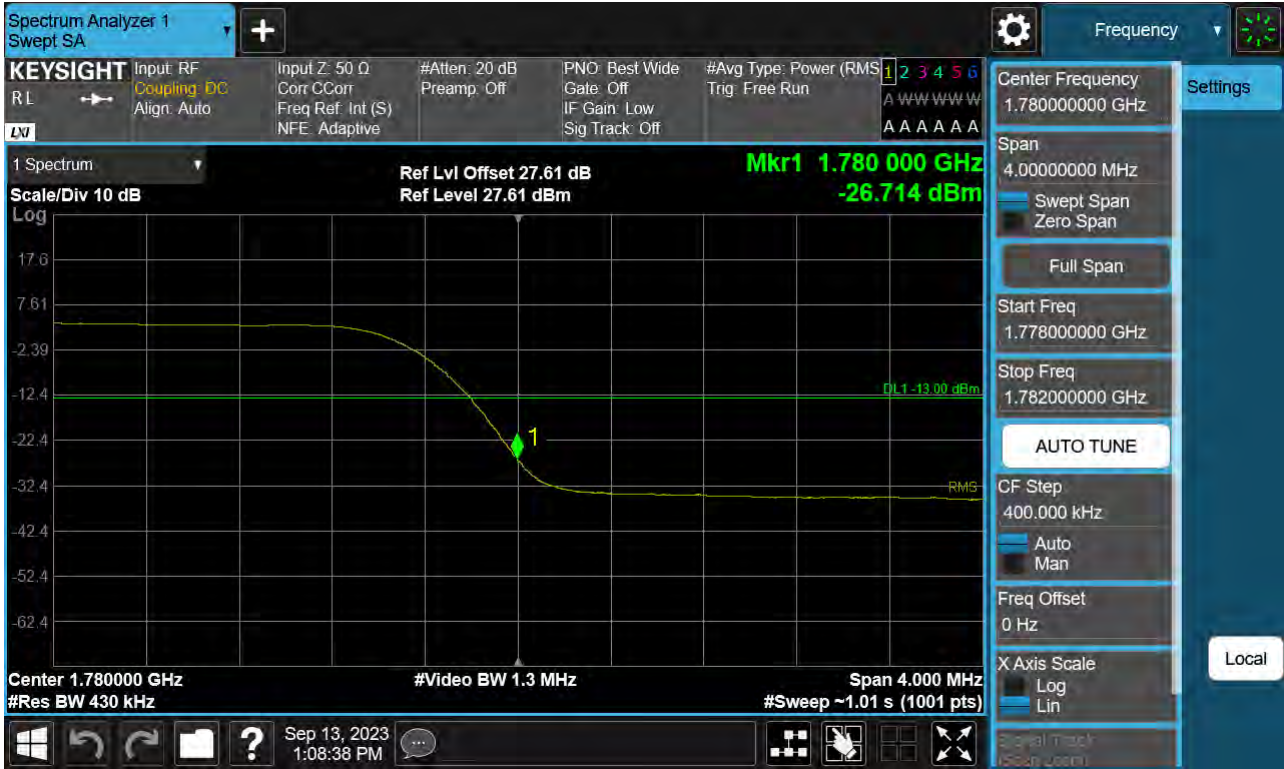 Spectrum Analyzer 1
Swept SA
+
Frequency
KEYSIGHT
RL
LXI
Input: RF
Coupling: DC
Align: Auto
Input Z: 50 Ω
Corr CCorr
Freq Ref: Int (S)
NFE: Adaptive
#Atten: 20 dB
Preamp: Off
PNO: Best Wide
Gate: Off
IF Gain: Low
Sig Track: Off
#Avg Type: Power (RMS
Trig: Free Run
1 2 3 4 5 6
A W W W W W
A A A A A A
Center Frequency
1.780000000 GHz
Settings
Span
4.00000000 MHz
Swept Span
Zero Span
Full Span
Start Freq
1.778000000 GHz
Stop Freq
1.782000000 GHz
AUTO TUNE
CF Step
400.000 kHz
Auto
Man
Freq Offset
0 Hz
X Axis Scale
Log
Lin
Signal Track
(Span Zoom)
Local
1 Spectrum
Scale/Div 10 dB
Log
Ref Lvl Offset 27.61 dB
Ref Level 27.61 dBm
Mkr1 1.780 000 GHz
-26.714 dBm
17.6
7.61
-2.39
-12.4
-22.4
-32.4
-42.4
-52.4
-62.4
DL1 -13.00 dBm
1
RMS
Center 1.780000 GHz
#Video BW 1.3 MHz
Span 4.000 MHz
#Res BW 430 kHz
#Sweep ~1.01 s (1001 pts)
?
Sep 13, 2023
1:08:38 PM